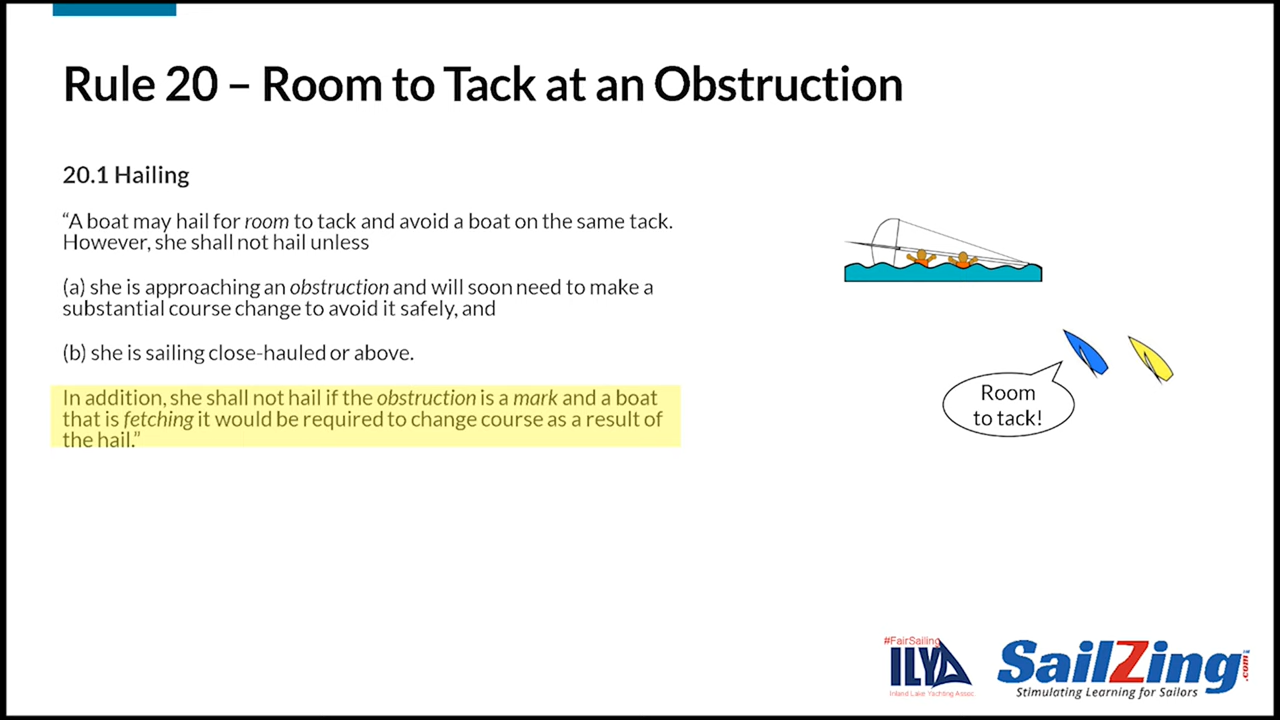 Rule 20 – Room to Tack at an Obstruction
20.1 Hailing
“A boat may hail for room to tack and avoid a boat on the same tack.
However, she shall not hail unless
(a) she is approaching an obstruction and will soon need to make a
substantial course change to avoid it safely, and
(b) she is sailing close-hauled or above.
In addition, she shall not hail if the obstruction is a mark and a boat
that is fetching it would be required to change course as a result of
the hail.”
Room
to tack!
#FairSailing
ILYA
Inland Lake Yachting Assoc.
SailZing.com
Stimulating Learning for Sailors